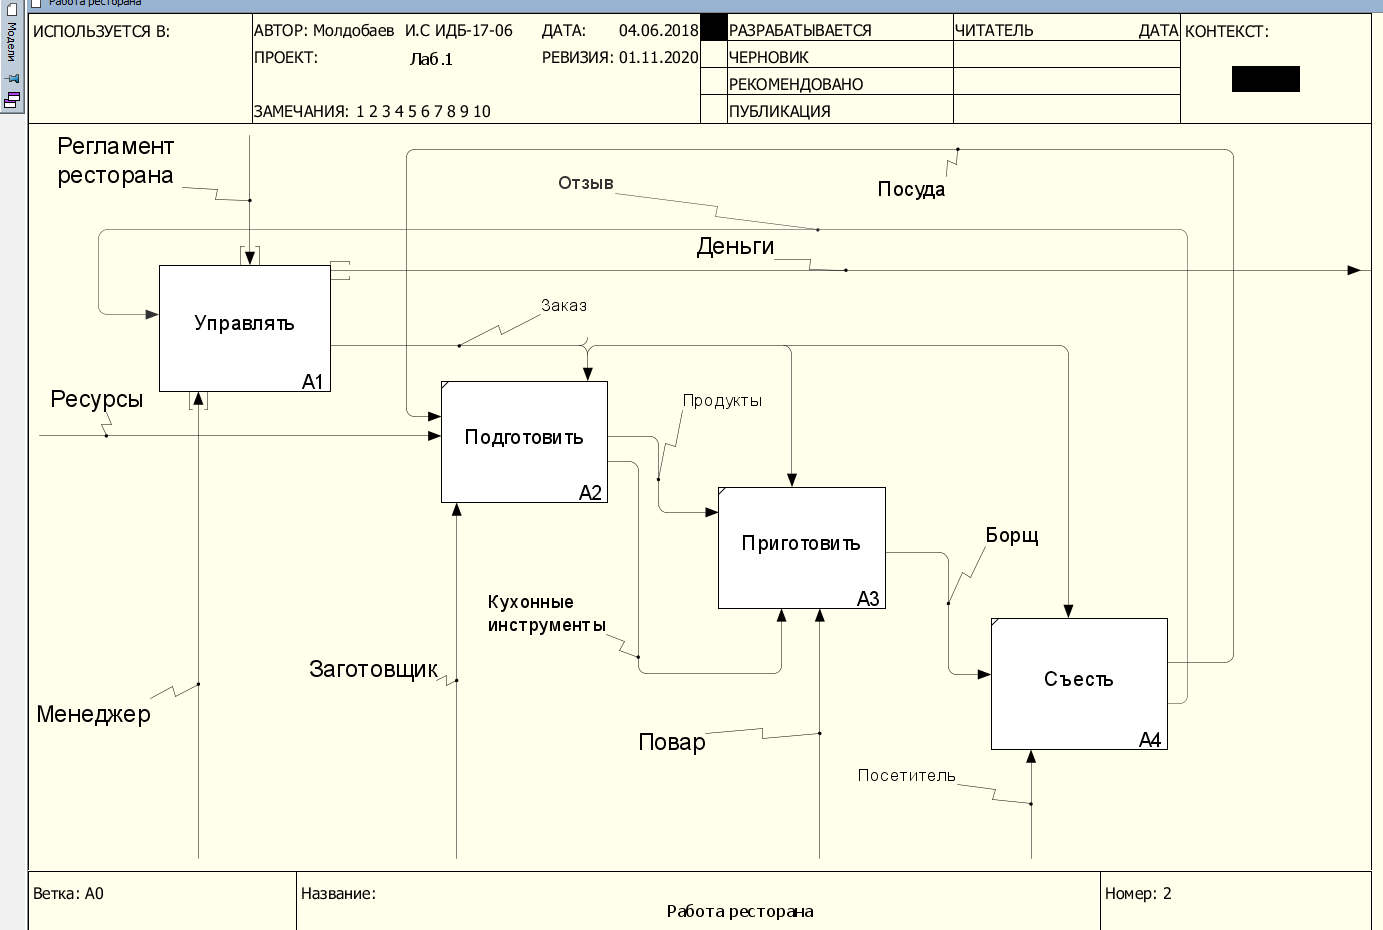 Работа ресторана
Модели
ИСПОЛЬЗУЕТСЯ В:
АВТОР: Молдобаев И.С ИДБ-17-06
ДАТА: 04.06.2018
РАЗРАБАТЫВАЕТСЯ
ЧИТАТЕЛЬ
ДАТА
КОНТЕКСТ:
ПРОЕКТ: Лаб.1
РЕВИЗИЯ: 01.11.2020
ЧЕРНОВИК
РЕКОМЕНДОВАНО
ЗАМЕЧАНИЯ: 1 2 3 4 5 6 7 8 9 10
ПУБЛИКАЦИЯ
Регламент
ресторана
Отзыв
Посуда
Деньги
Заказ
Управлять
A1
Ресурсы
Продукты
Подготовить
A2
Приготовить
A3
Борщ
Кухонные
инструменты
Заготовщик
Съесть
A4
Менеджер
Повар
Посетитель
Ветка: A0
Название:
Работа ресторана
Номер: 2